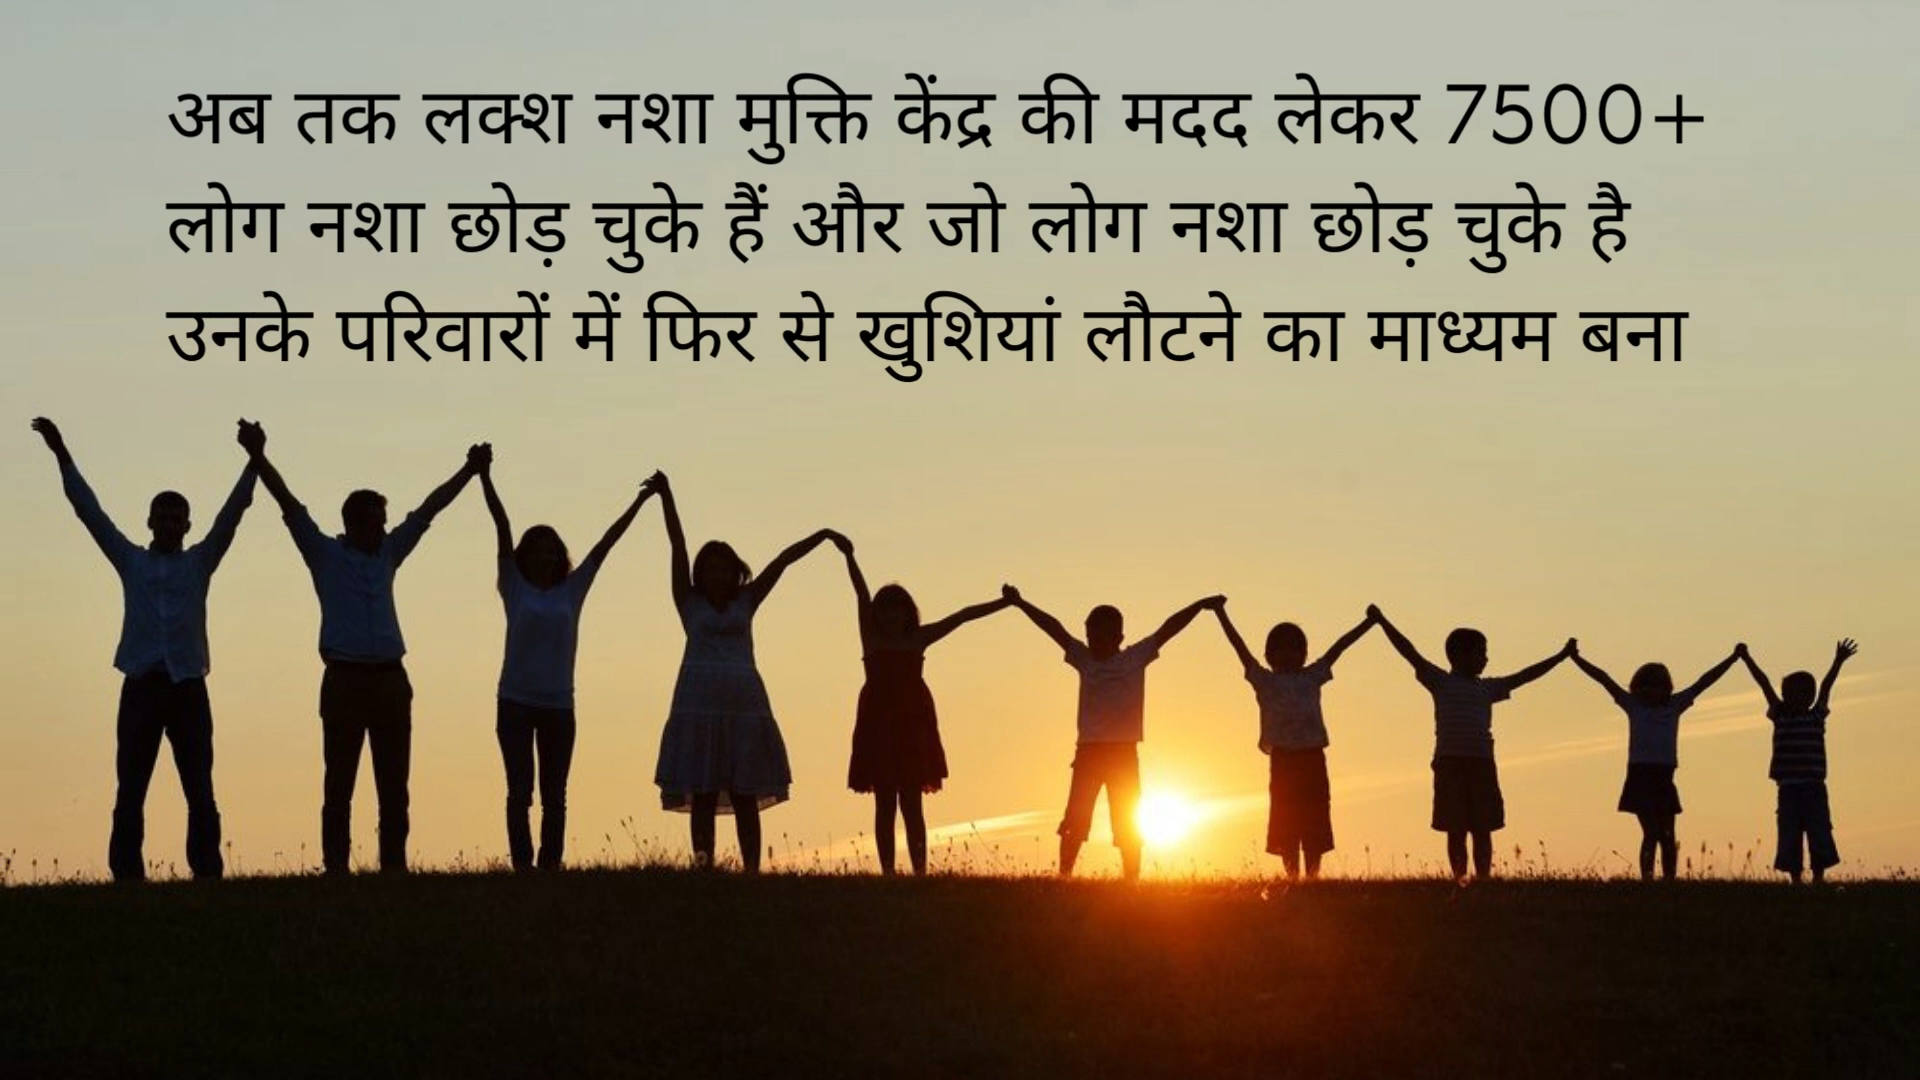 अब तक लक्श नशा मुक्ति केंद्र की मदद लेकर 7500+
लोग नशा छोड़ चुके हैं और जो लोग नशा छोड़ चुके है
उनके परिवारों में फिर से खुशियां लौटने का माध्यम बना